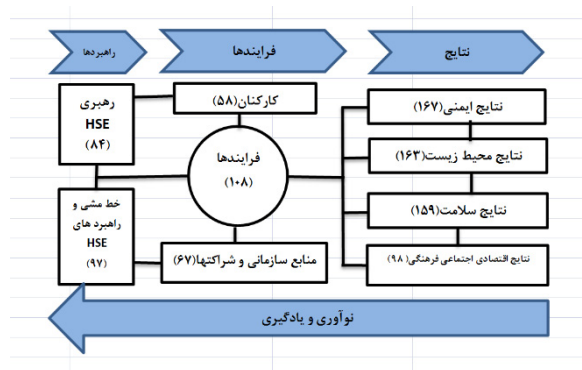 راهبردها
فرایندها
نتایج
رهبری
HSE
(۸۴)
خط مشی و
راهبرد های
HSE
(۹۷)
کارکنان(۵۸)
فرایندها
(۱۰۸)
منابع سازمانی و شراکتها(۶۷)
نتایج ایمنی(۱۶۷)
نتایج محیط زیست(۱۶۳)
نتایج سلامت(۱۵۹)
نتایج اقتصادی اجتماعی فرهنگی(۹۸)
نوآوری و یادگیری